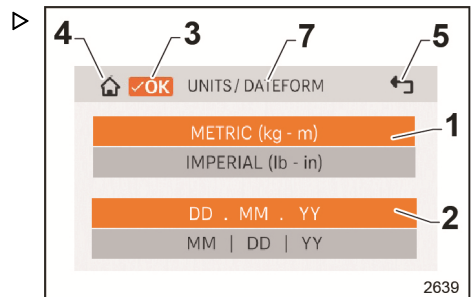 4 3 7 5
✓OK UNITS / DATEFORM
METRIC (kg - m) 1
IMPERIAL (lb - in)
DD . MM . YY 2
MM | DD | YY
2639